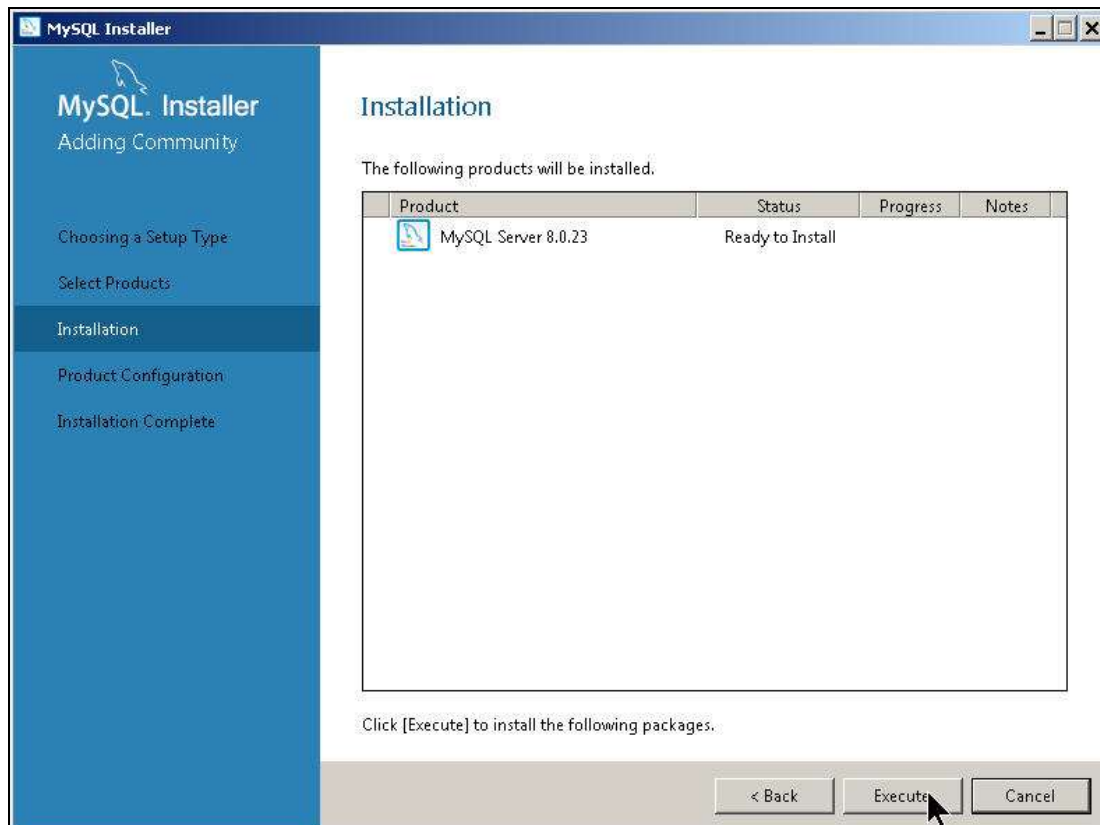 MySQL Installer
MySQL. Installer
Adding Community
Choosing a Setup Type
Select Products
Installation
Product Configuration
Installation Complete
Installation
The following products will be installed.
Product Status Progress Notes
MySQL Server 8.0.23 Ready to Install
Click [Execute] to install the following packages.
< Back Execute Cancel